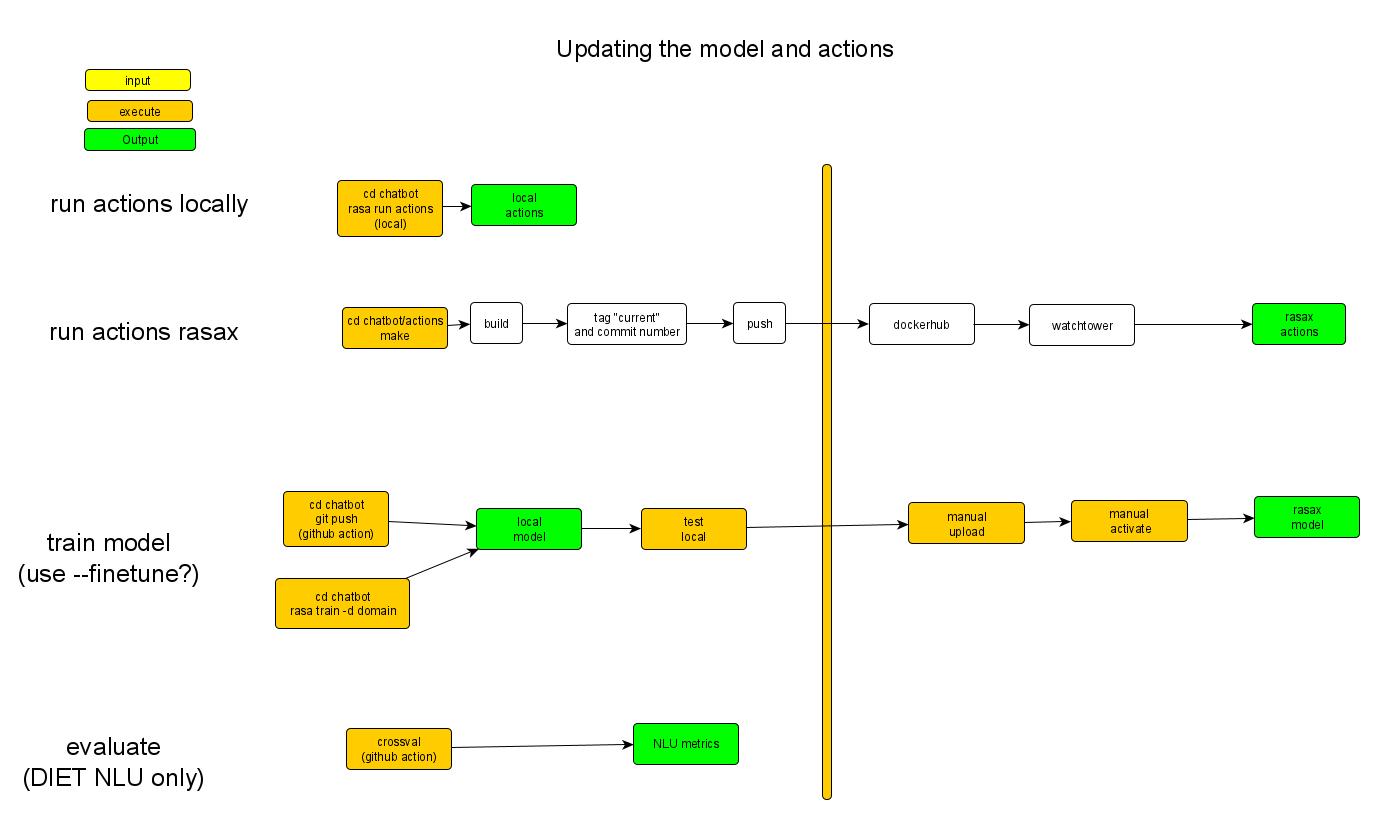 Updating the model and actions
input
execute
Output
run actions locally
cd chatbot
rasa run actions
(local)
local
actions
run actions rasax
cd chatbot/actions
make
build
tag "current"
and commit number
push
dockerhub
watchtower
rasax
actions
train model
(use --finetune?)
cd chatbot
git push
(github action)
cd chatbot
rasa train -d domain
local
model
test
local
manual
upload
manual
activate
rasax
model
evaluate
(DIET NLU only)
crossval
(github action)
NLU metrics